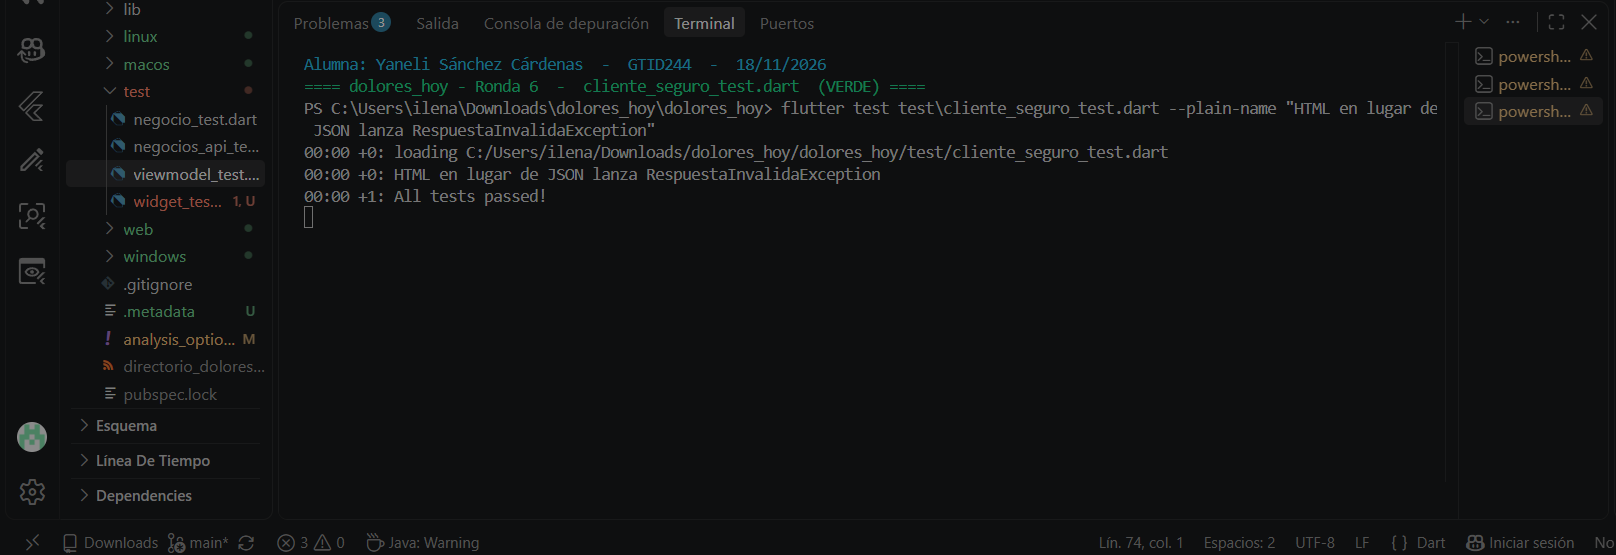 lib
linux
macos
test
negocio_test.dart
negocios_api_te...
viewmodel_test....
widget_tes... 1, U
web
windows
.gitignore
.metadata U
analysis_optio... M
directorio_dolores...
pubspec.lock
Esquema
Línea De Tiempo
Dependencies
Problemas 3 Salida Consola de depuración Terminal Puertos
Alumna: Yaneli Sánchez Cárdenas - GTID244 - 18/11/2026
==== dolores_hoy - Ronda 6 - cliente_seguro_test.dart (VERDE) ====
PS C:\Users\ilena\Downloads\dolores_hoy\dolores_hoy> flutter test test\cliente_seguro_test.dart --plain-name "HTML en lugar de
JSON lanza RespuestaInvalidaException"
00:00 +0: loading C:/Users/ilena/Downloads/dolores_hoy/dolores_hoy/test/cliente_seguro_test.dart
00:00 +0: HTML en lugar de JSON lanza RespuestaInvalidaException
00:00 +1: All tests passed!
powersh...
powersh...
powersh...
Downloads main* 3 0 Java: Warning Lín. 74, col. 1 Espacios: 2 UTF-8 LF { } Dart Iniciar sesión No